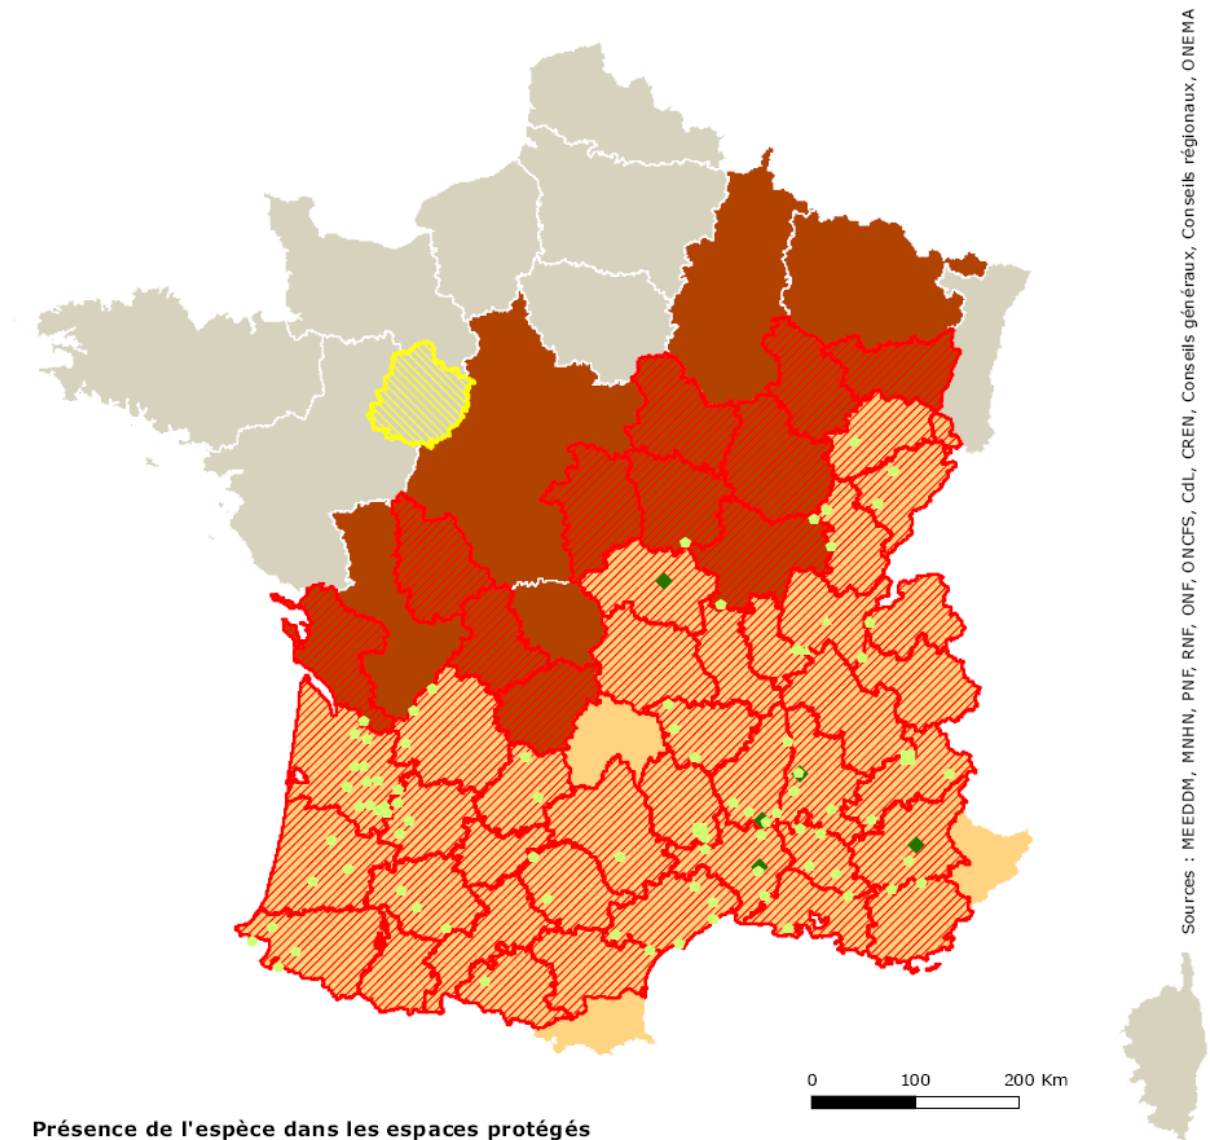 Sources : MEEDDM, MNHN, PNF, RNF, ONF, ONCFS, CdL, CREN, Conseils généraux, Conseils régionaux, ONEMA
0 100 200 Km
Présence de l'espèce dans les espaces protégés